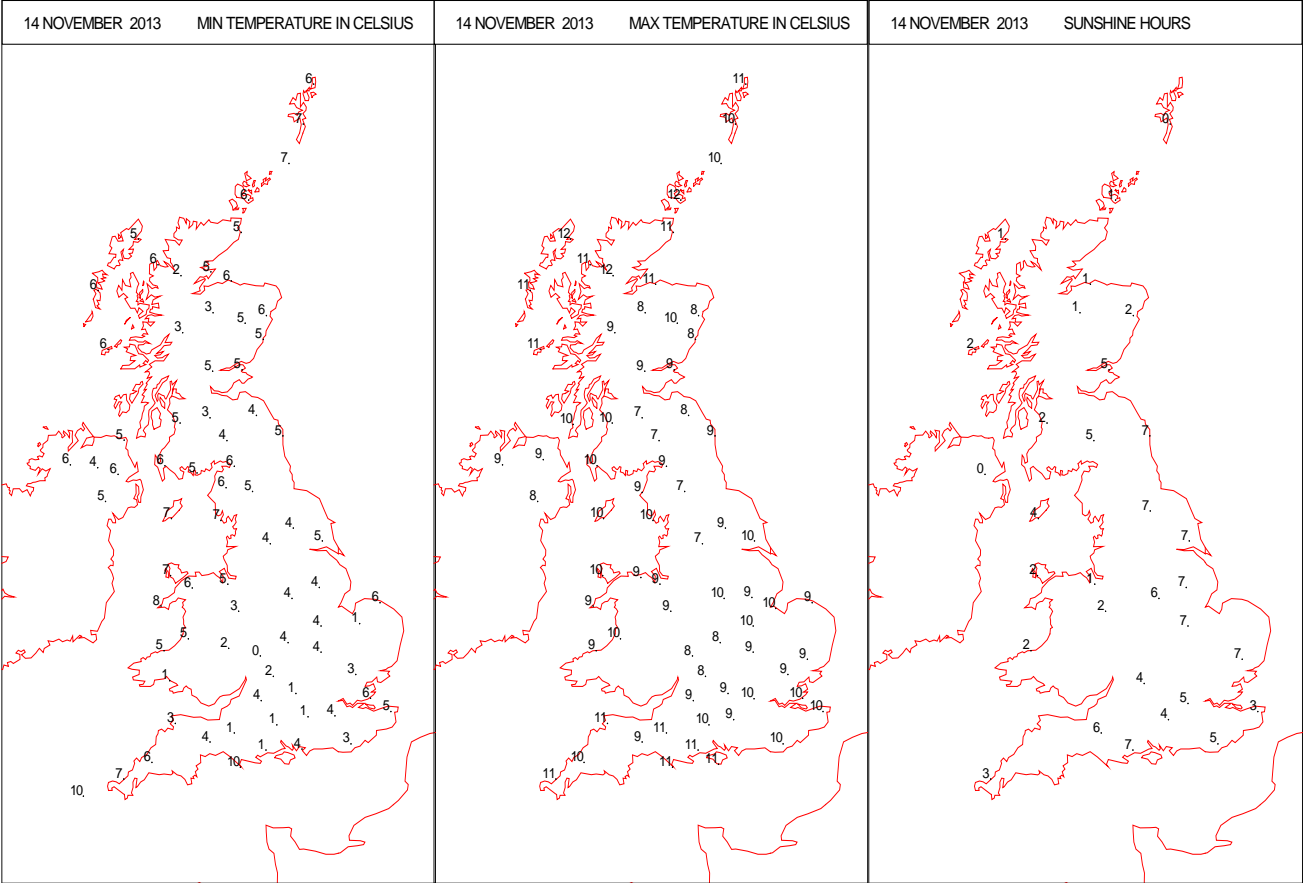 14 NOVEMBER 2013 MIN TEMPERATURE IN CELSIUS
14 NOVEMBER 2013 MAX TEMPERATURE IN CELSIUS
14 NOVEMBER 2013 SUNSHINE HOURS
6 11
7 10 0
7 10
6 12 1
5 11
5 12 1
6 11
2 5 12
6 11 1
6 11
3 6 8 8 1 2
5 10
3 9
5 8
6 11 2
5 5 9 9 5
3 4 7 8
5 10 10 2
5 4 5 7 9 5 7
6 4 6 5 6 9 9 10 9 0
6
5 6 5 8 9 7
7 7 10 10 4 7
4 9
4 5 7 10 7
7 5 10 9 9 2 1
6 4 7
4 10 9 6
8 3 6 9 9 10 9 2
4 1 10 7
5 4 10 8
5 2 4 9 9 2
0 8 9 7
1 2 3 8 9 4
4 1 6 9 9 10 10 5
5 10 3
3 1 1 4 11 10 9 4
4 1 9 11 6
1 4 3 11 10 7 5
6 10 10 11 11
7 11 3
10